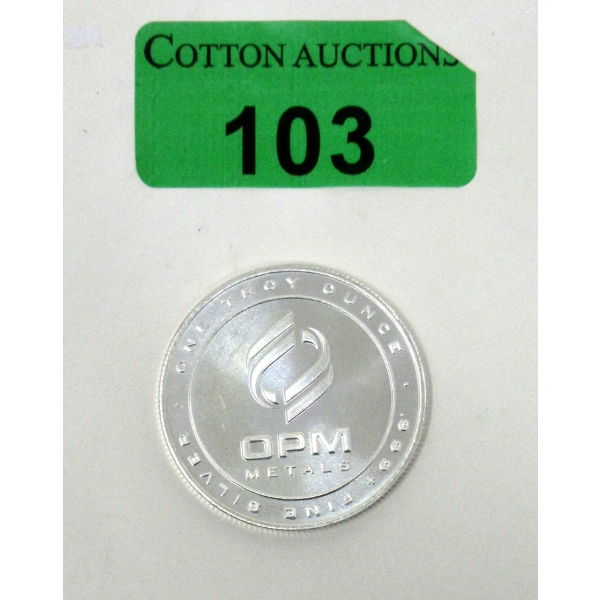 COTTON AUCTIONS
103
· ONE TROY OUNCE ·
OPM
METALS
.999+ FINE SILVER